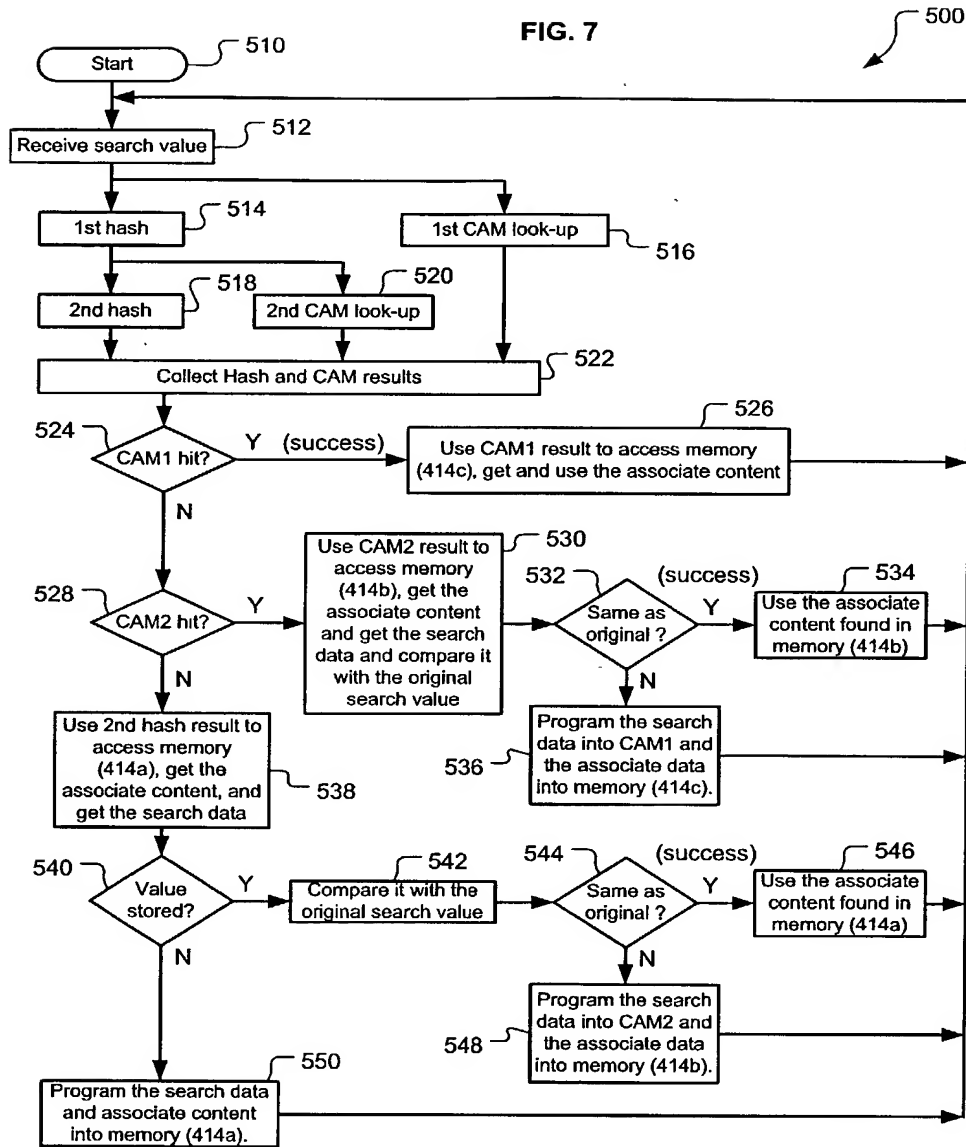 FIG. 7
500
Start
510
Receive search value
512
1st hash
514
1st CAM look-up
516
2nd hash
518
2nd CAM look-up
520
Collect Hash and CAM results
522
524
CAM1 hit?
Y (success)
N
526
Use CAM1 result to access memory
(414c), get and use the associate content
528
CAM2 hit?
Y
N
530
Use CAM2 result to
access memory
(414b), get the
associate content
and get the search
data and compare it
with the original
search value
532
Same as
original ?
(success)
Y
N
534
Use the associate
content found in
memory (414b)
536
Program the search
data into CAM1 and
the associate data
into memory (414c).
Use 2nd hash result to
access memory
(414a), get the
associate content, and
get the search data
538
540
Value
stored?
Y
N
542
Compare it with the
original search value
544
Same as
original ?
(success)
Y
N
546
Use the associate
content found in
memory (414a)
548
Program the search
data into CAM2 and
the associate data
into memory (414b).
550
Program the search data
and associate content
into memory (414a).